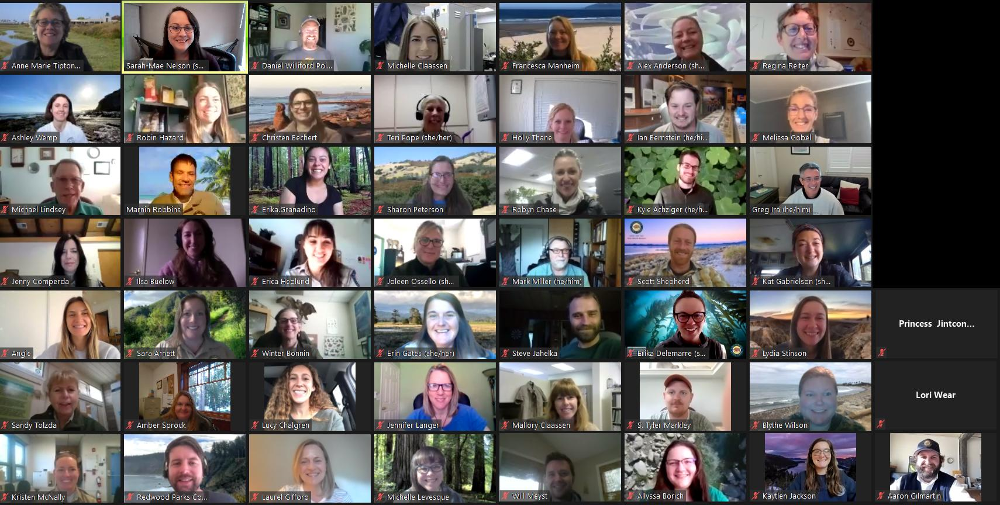 Anne Marie Tipton...
Sarah-Mae Nelson (s...
Daniel Williford Poi...
Michelle Claassen
Francesca Manheim
Alex Anderson (sh...
Regina Reiter
Ashley Wemp
Robin Hazard
Christen Bechert
Teri Pope (she/her)
Holly Thane
Ian Bernstein (he/hi...
Melissa Gobell
Michael Lindsey
Marnin Robbins
Erika.Granadino
Sharon Peterson
Robyn Chase
Kyle Achziger (he/h...
Greg Ira (he/him)
Jenny Comperda
Ilsa Buelow
Erica Hedlund
Joleen Ossello (sh...
Mark Miller (he/him)
Scott Shepherd
Kat Gabrielson (sh...
Angie
Sara Arnett
Winter Bonnin
Erin Gates (she/her)
Steve Jahelka
Erika Delemarre (s...
Lydia Stinson
Princess Jintcon...
Sandy Tolzda
Amber Sprock
Lucy Chalgren
Jennifer Langer
Mallory Claassen
S. Tyler Markley
Blythe Wilson
Lori Wear
Kristen McNally
Redwood Parks Co...
Laurel Gifford
Michelle Levesque
Will Meyst
Allyssa Borich
Kaytlen Jackson
Aaron Gilmartin